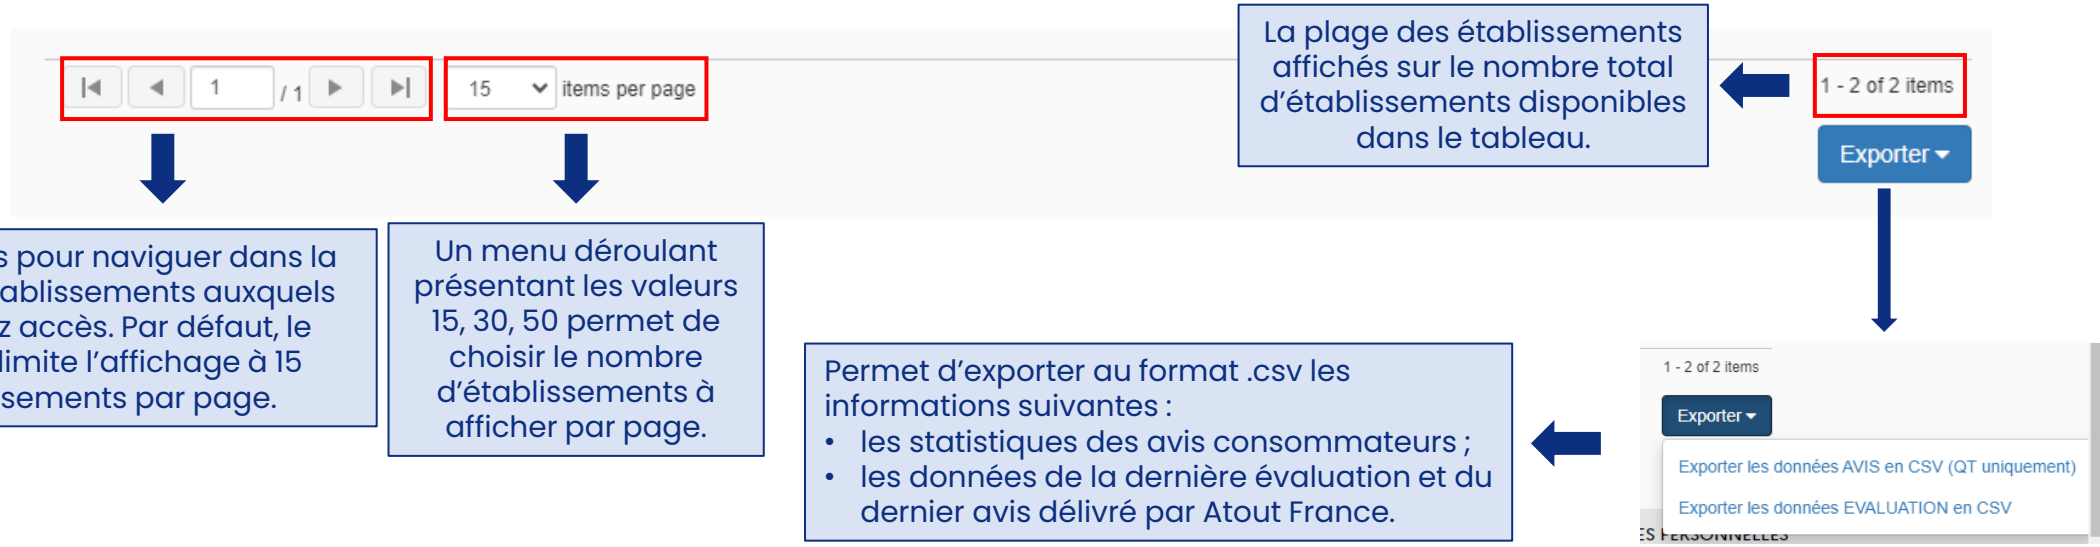 La plage des établissements
affichés sur le nombre total
d'établissements disponibles
dans le tableau.
1 / 1 15 items per page
1 - 2 of 2 items
Exporter
s pour naviguer dans la
ablissements auxquels
z accès. Par défaut, le
limite l'affichage à 15
sements par page.
Un menu déroulant
présentant les valeurs
15, 30, 50 permet de
choisir le nombre
d'établissements à
afficher par page.
Permet d'exporter au format .csv les
informations suivantes :
• les statistiques des avis consommateurs ;
• les données de la dernière évaluation et du
dernier avis délivré par Atout France.
1 - 2 of 2 items
Exporter
Exporter les données AVIS en CSV (QT uniquement)
Exporter les données EVALUATION en CSV
ES PERSONNELLES